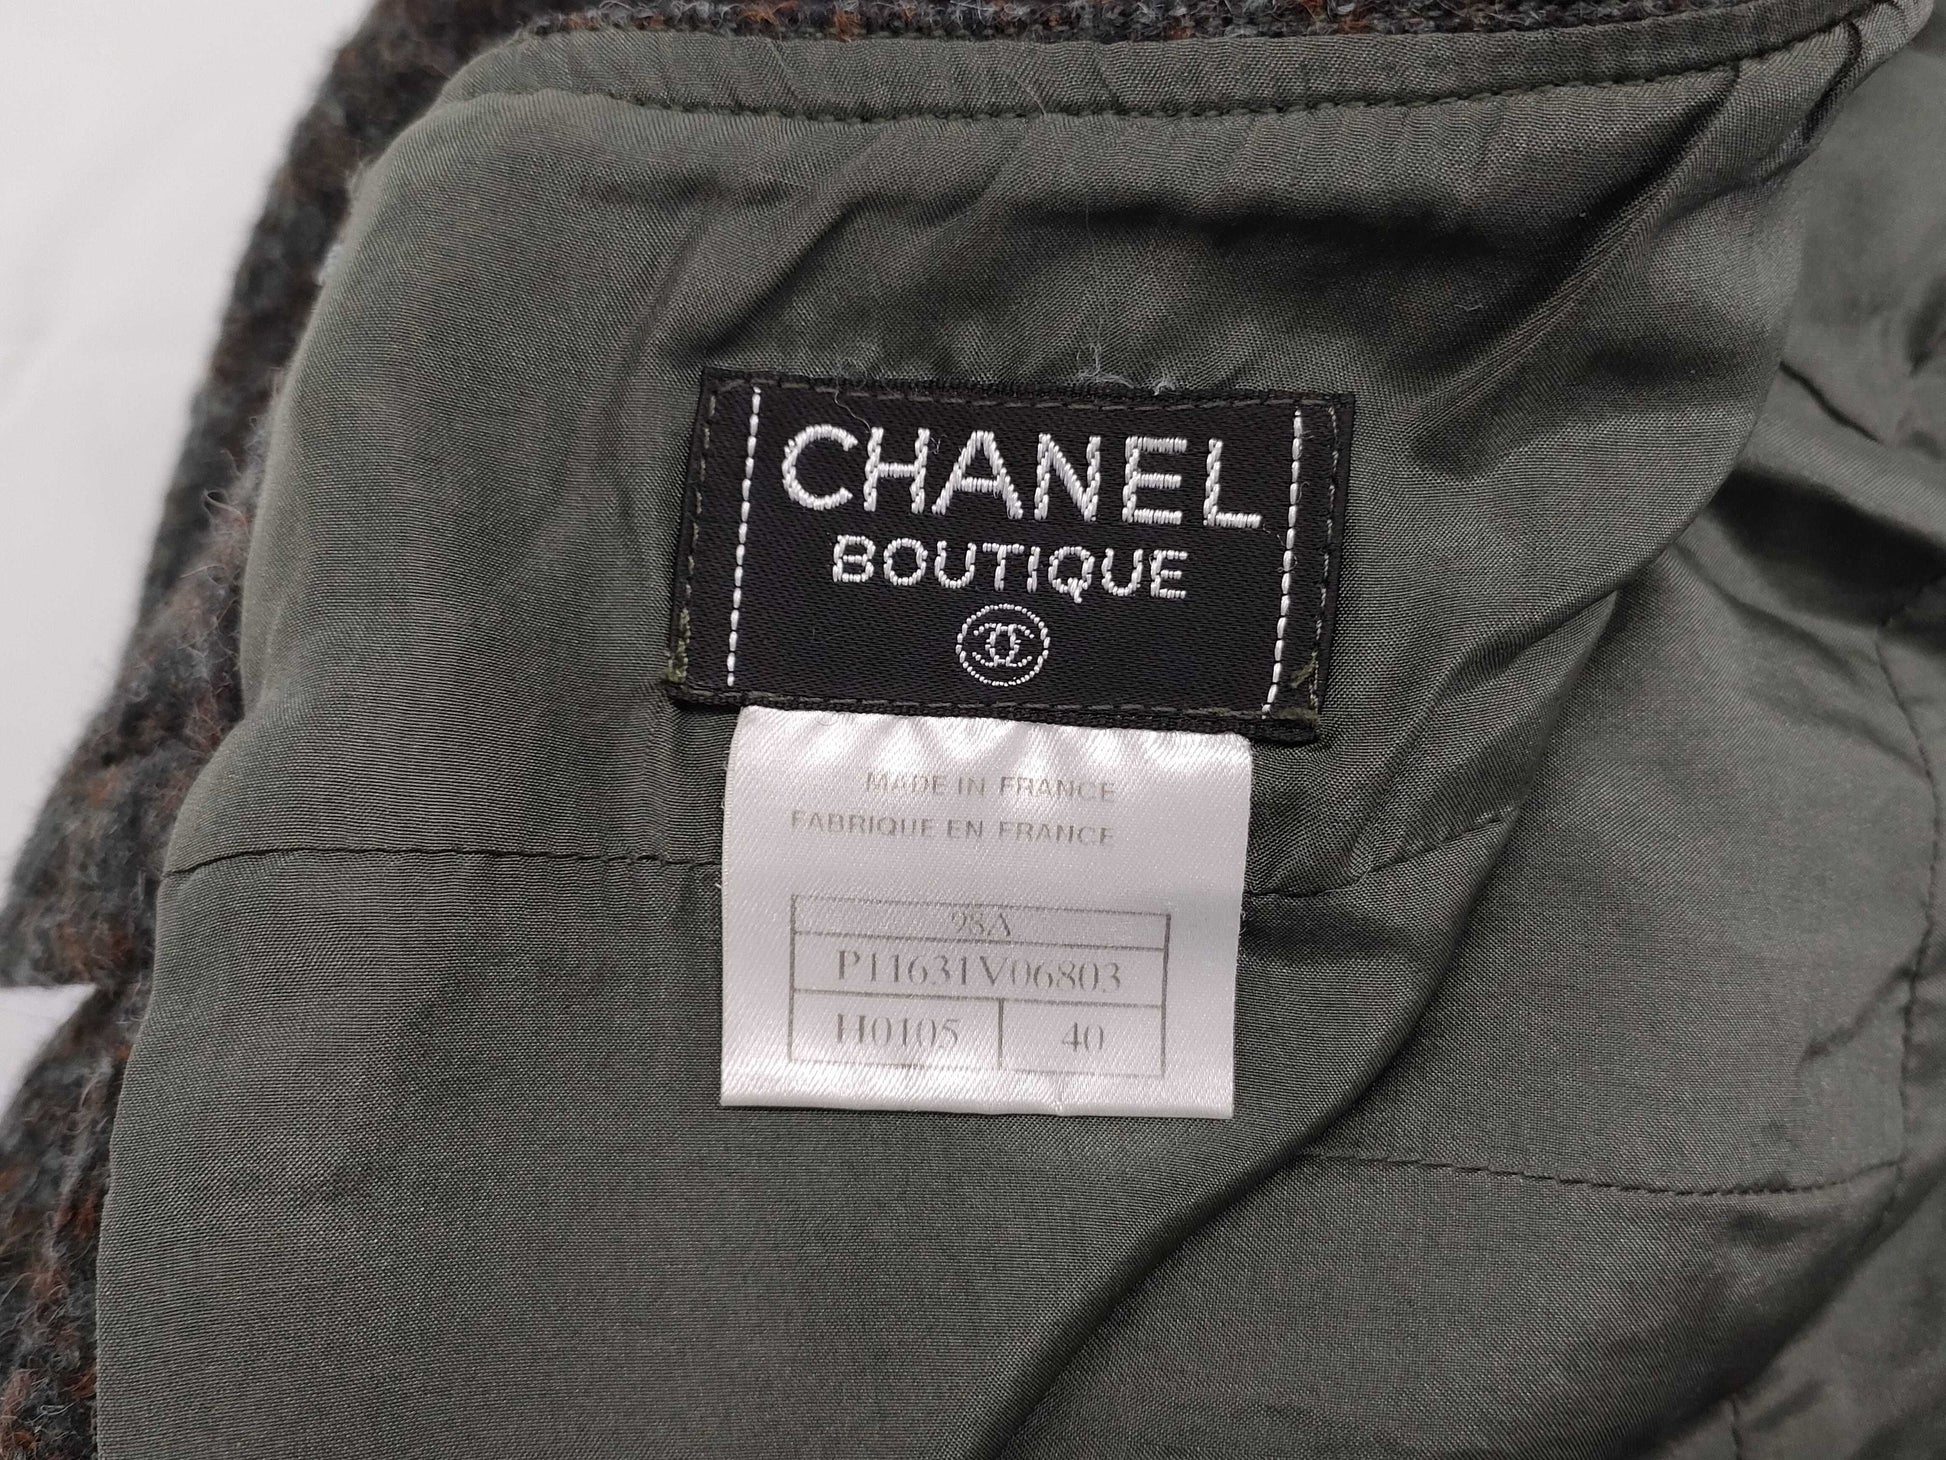 CHANEL
BOUTIQUE
MADE IN FRANCE
FABRIQUE EN FRANCE
98A
P11631V06803
H0105 40